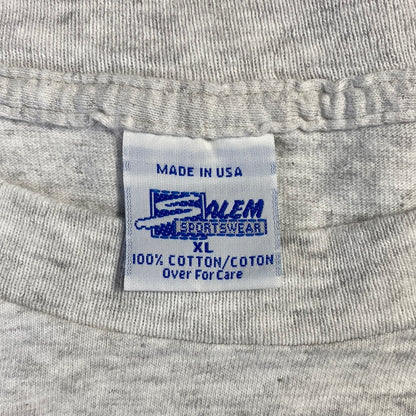 MADE IN USA
SALEM
SPORTSWEAR
XL
100% COTTON/COTON
Over For Care